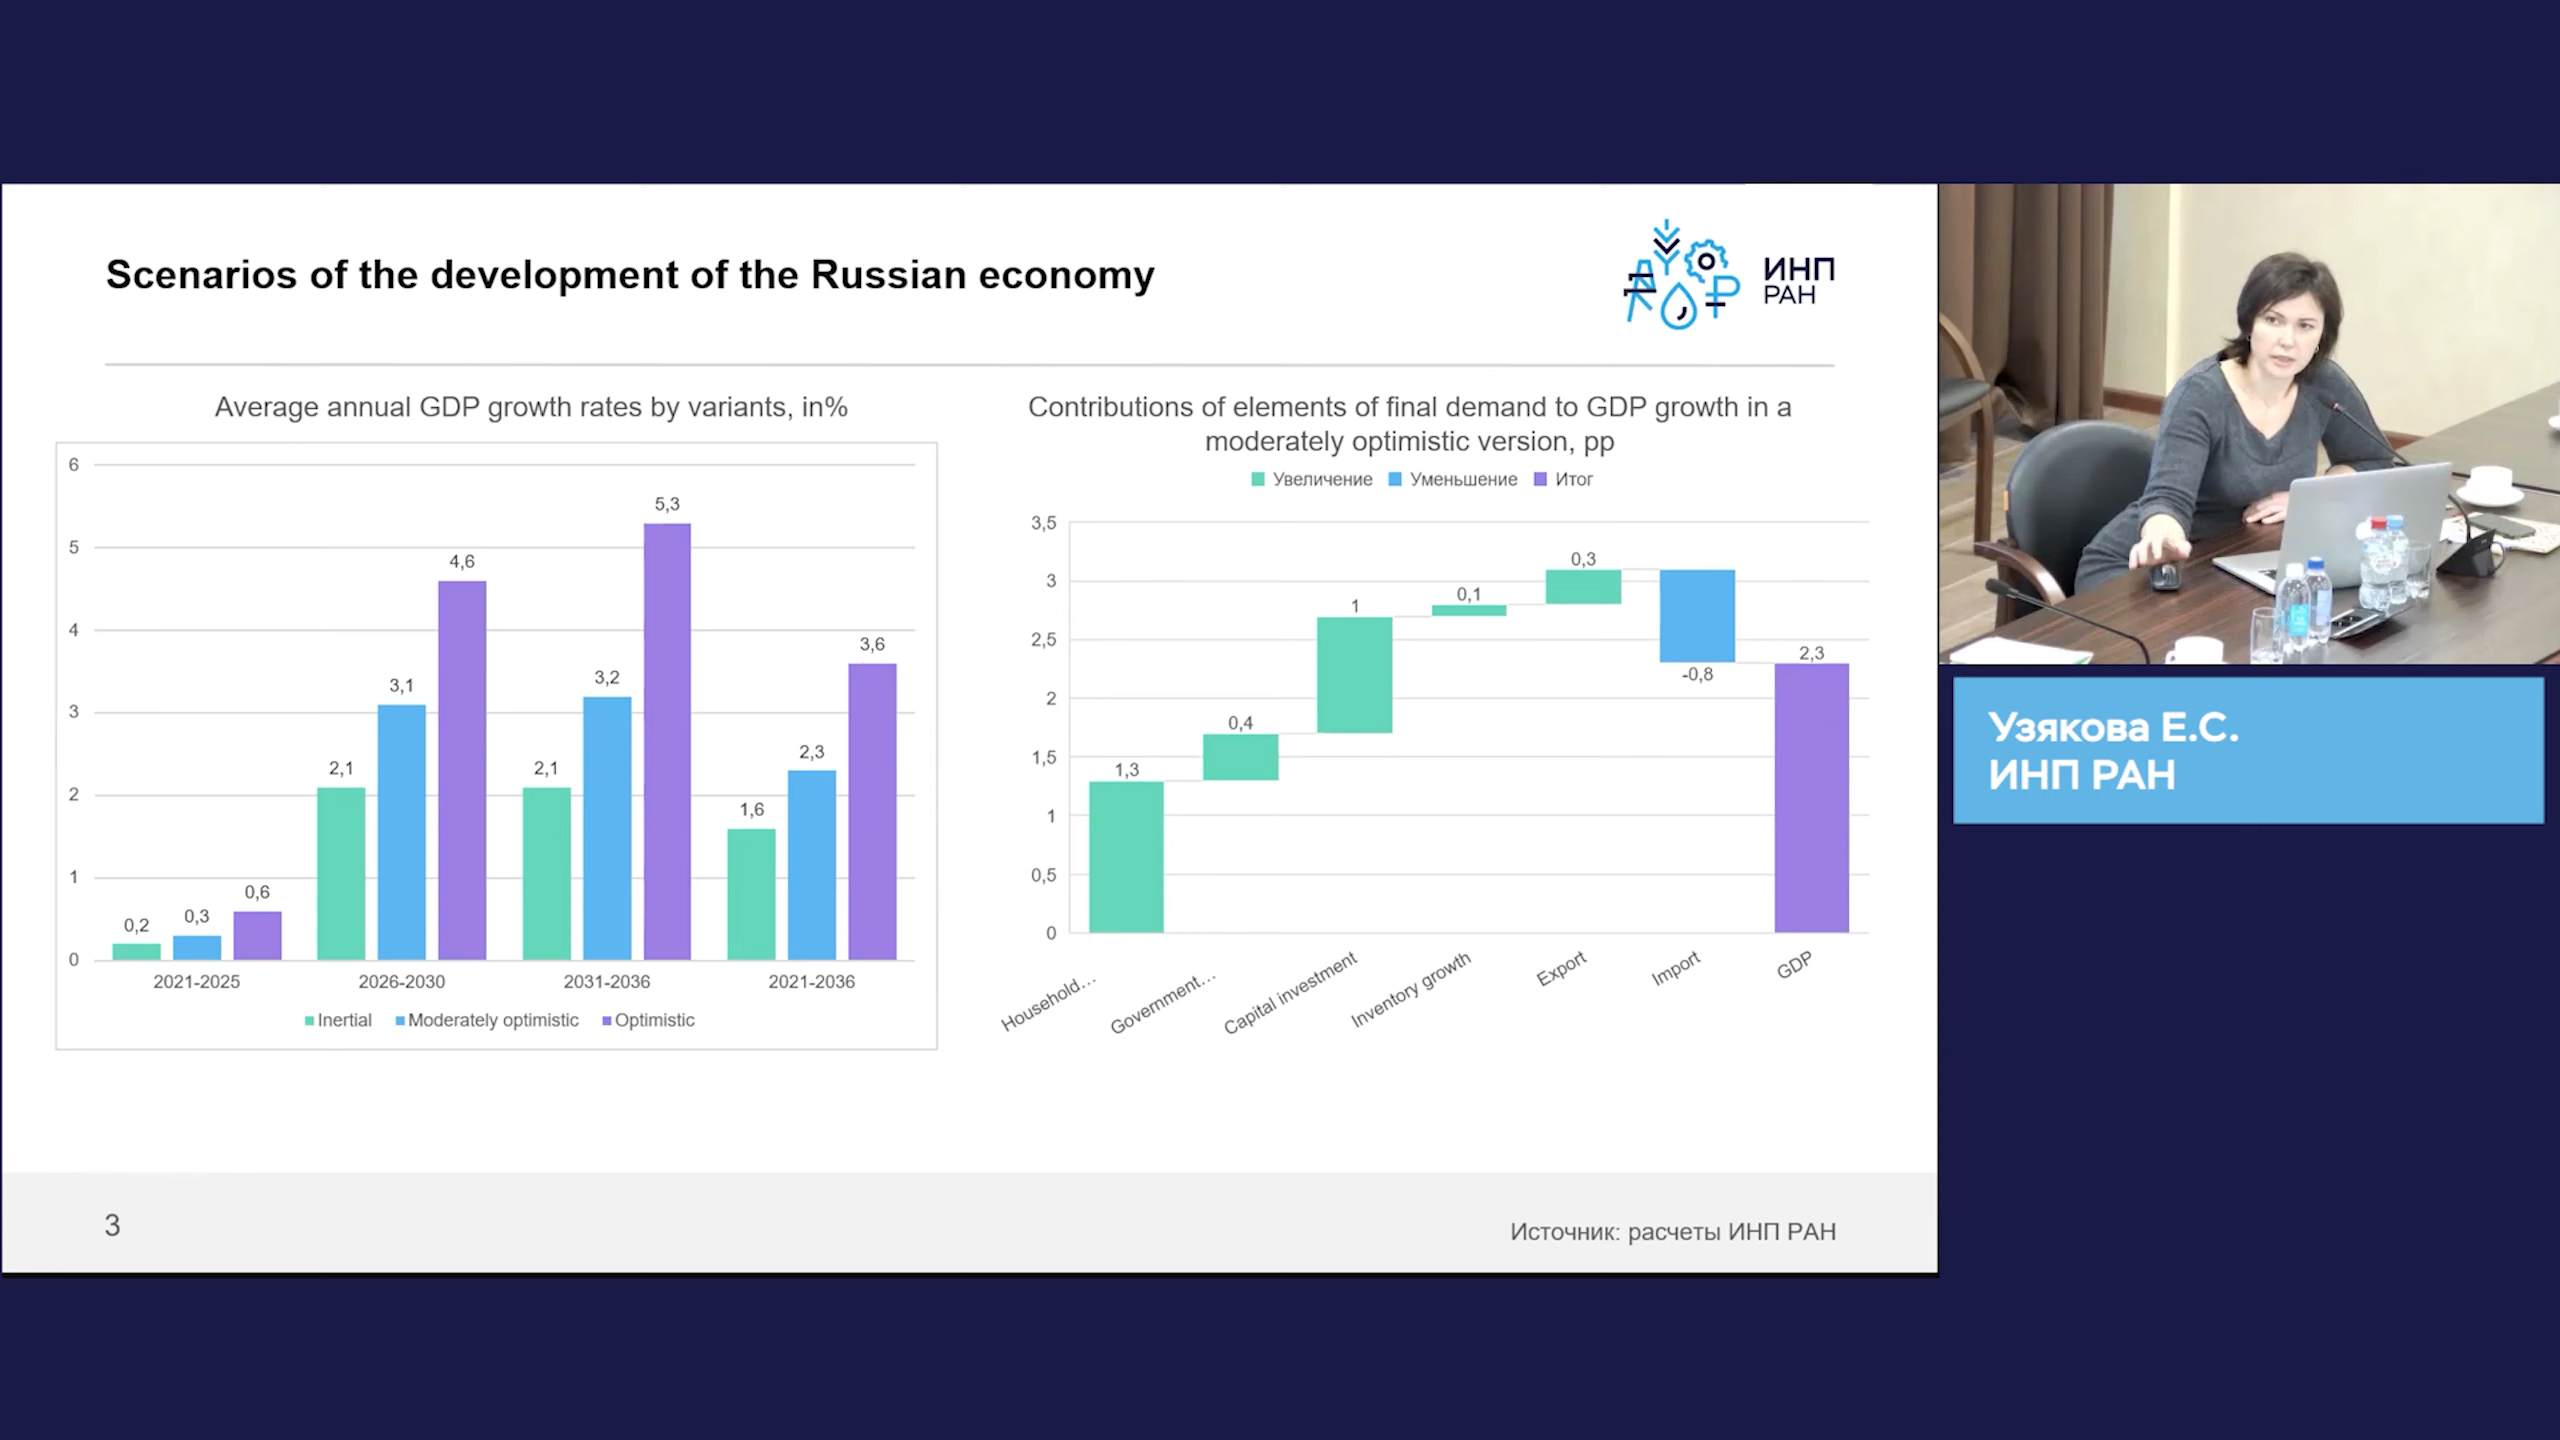 Scenarios of the development of the Russian economy
ИНП
РАН
Average annual GDP growth rates by variants, in%
6
5
4
3
2
1
0
0,2
0,3
0,6
2,1
3,1
4,6
2,1
3,2
5,3
1,6
2,3
3,6
2021-2025
2026-2030
2031-2036
2021-2036
Inertial
Moderately optimistic
Optimistic
Contributions of elements of final demand to GDP growth in a
moderately optimistic version, pp
Увеличение
Уменьшение
Итог
3,5
3
2,5
2
1,5
1
0,5
0
1,3
0,4
1
0,1
0,3
-0,8
2,3
Household...
Government...
Capital investment
Inventory growth
Export
Import
GDP
3
Источник: расчеты ИНП РАН
Узякова Е.С.
ИНП РАН